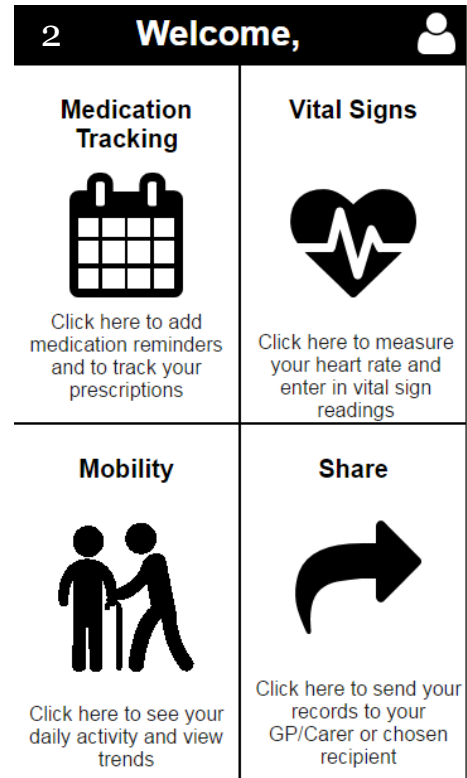 2 Welcome,
Medication
Tracking
Click here to add
medication reminders
and to track your
prescriptions
Vital Signs
Click here to measure
your heart rate and
enter in vital sign
readings
Mobility
Click here to see your
daily activity and view
trends
Share
Click here to send your
records to your
GP/Carer or chosen
recipient